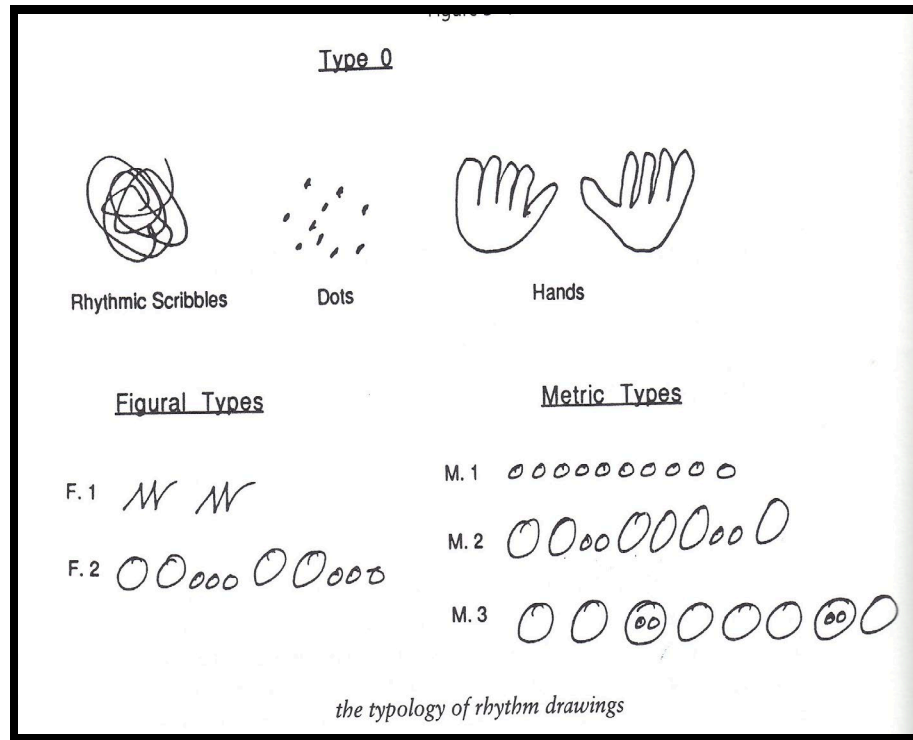 Type 0
Rhythmic Scribbles
Dots
Hands
Figural Types
F. 1
F. 2
Metric Types
M. 1
M. 2
M. 3
the typology of rhythm drawings